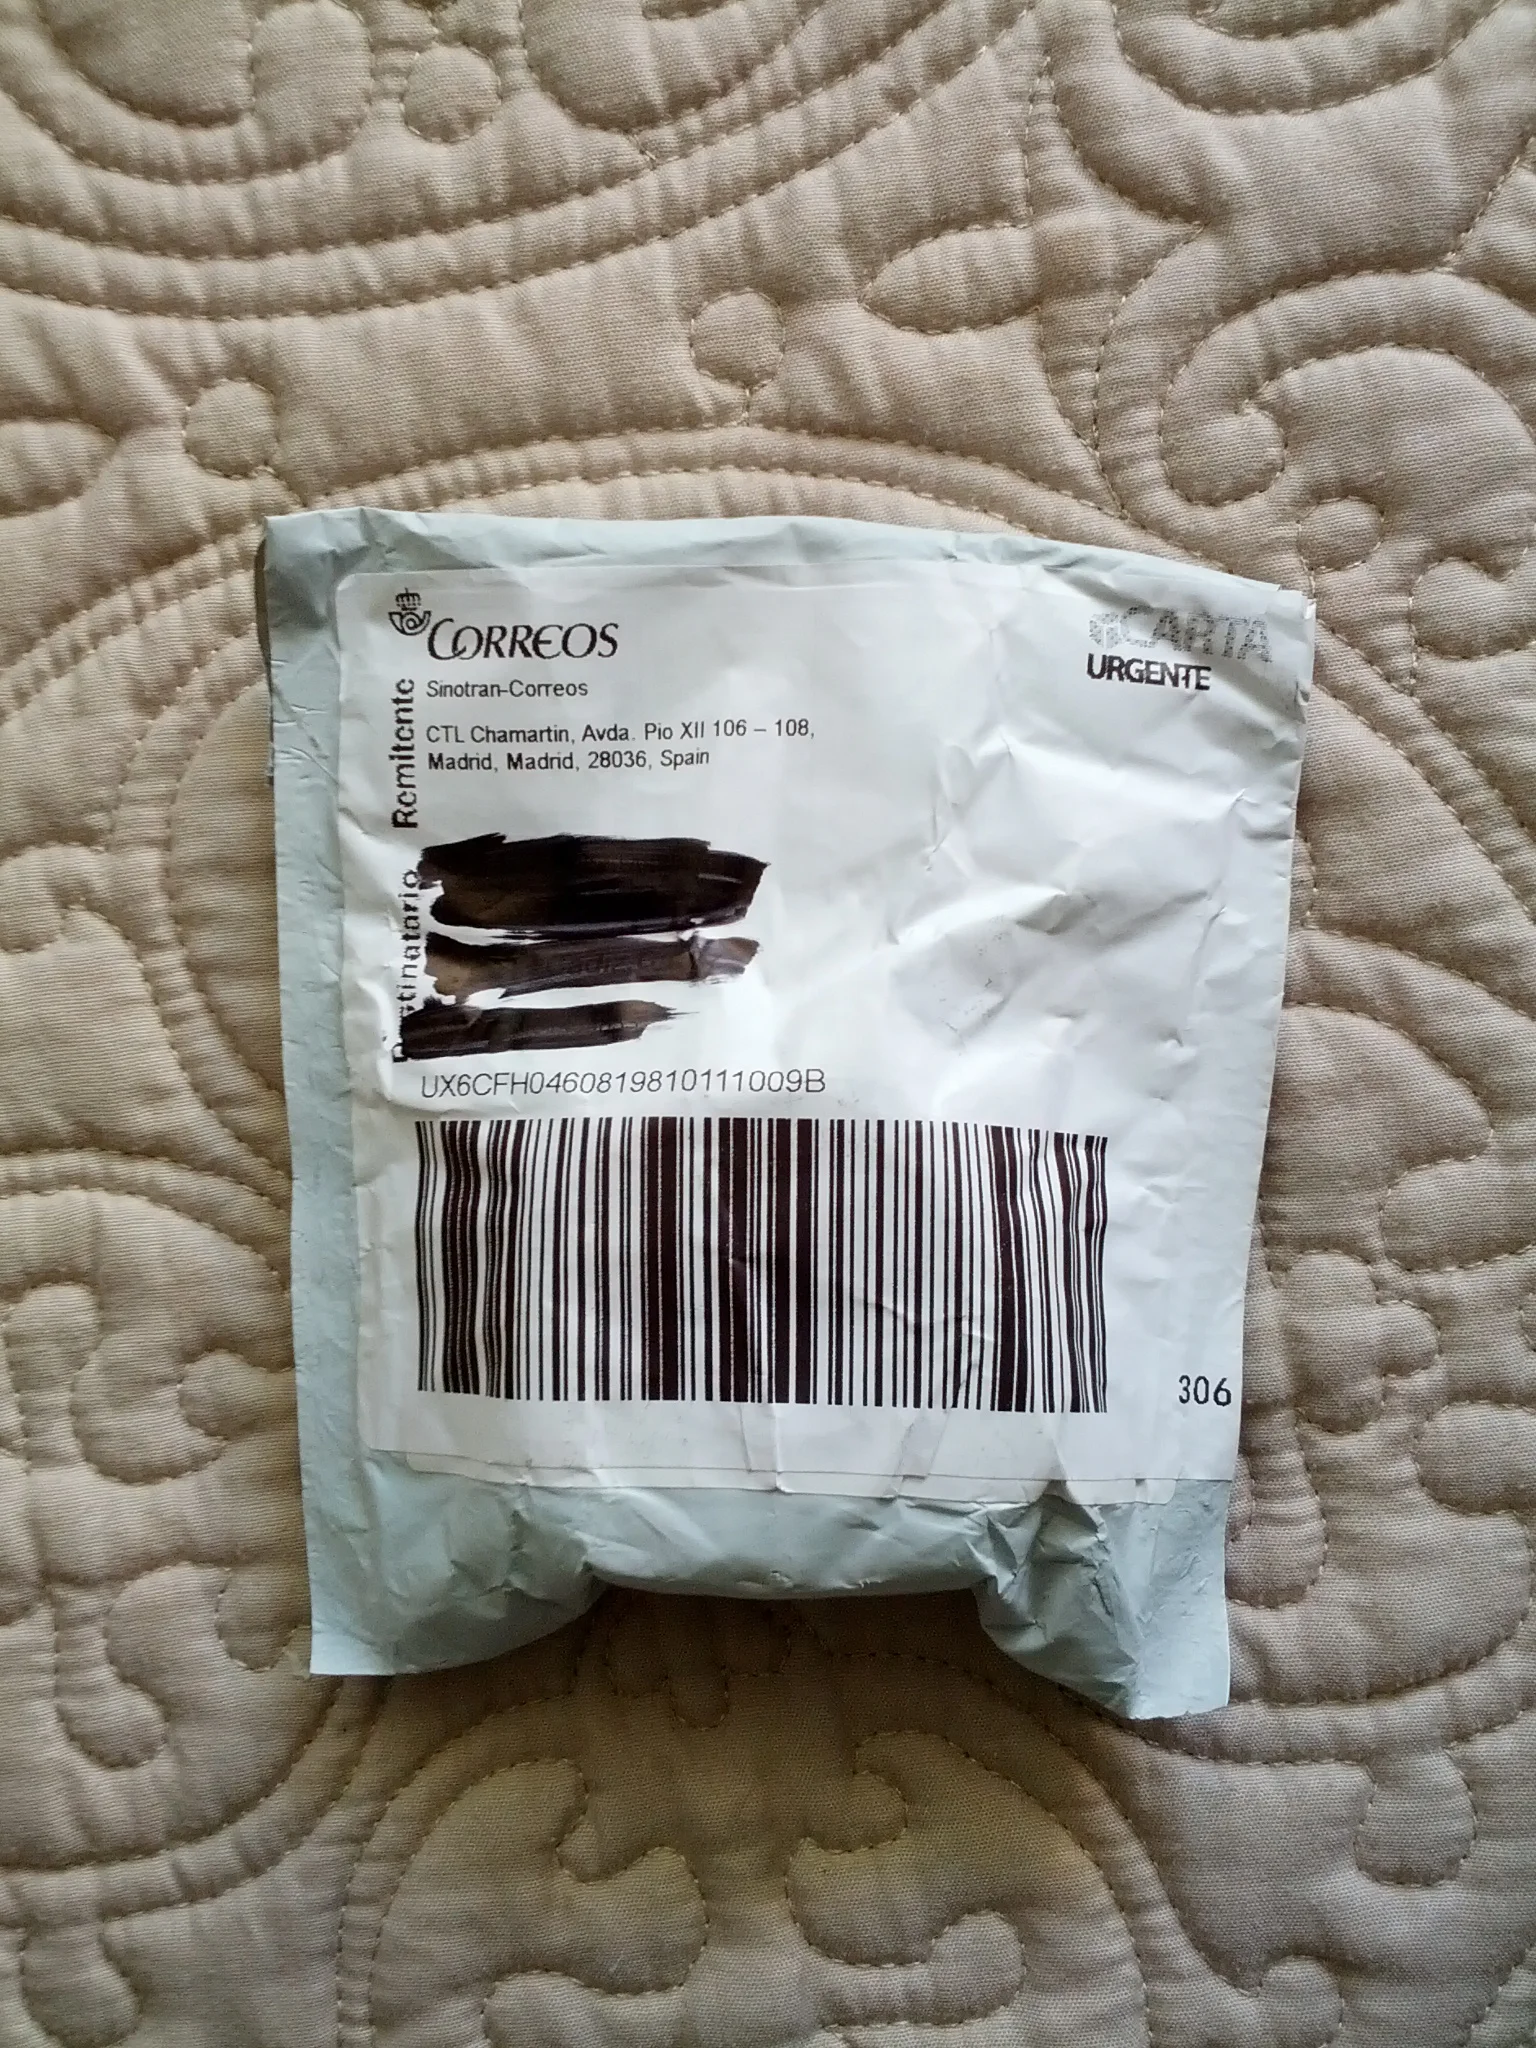 CORREOS
CARTA
URGENTE
Remitente
Sinotran-Correos
CTL Chamartin, Avda. Pio XII 106 – 108,
Madrid, Madrid, 28036, Spain
Destinatario
UX6CFH0460819810111009B
306